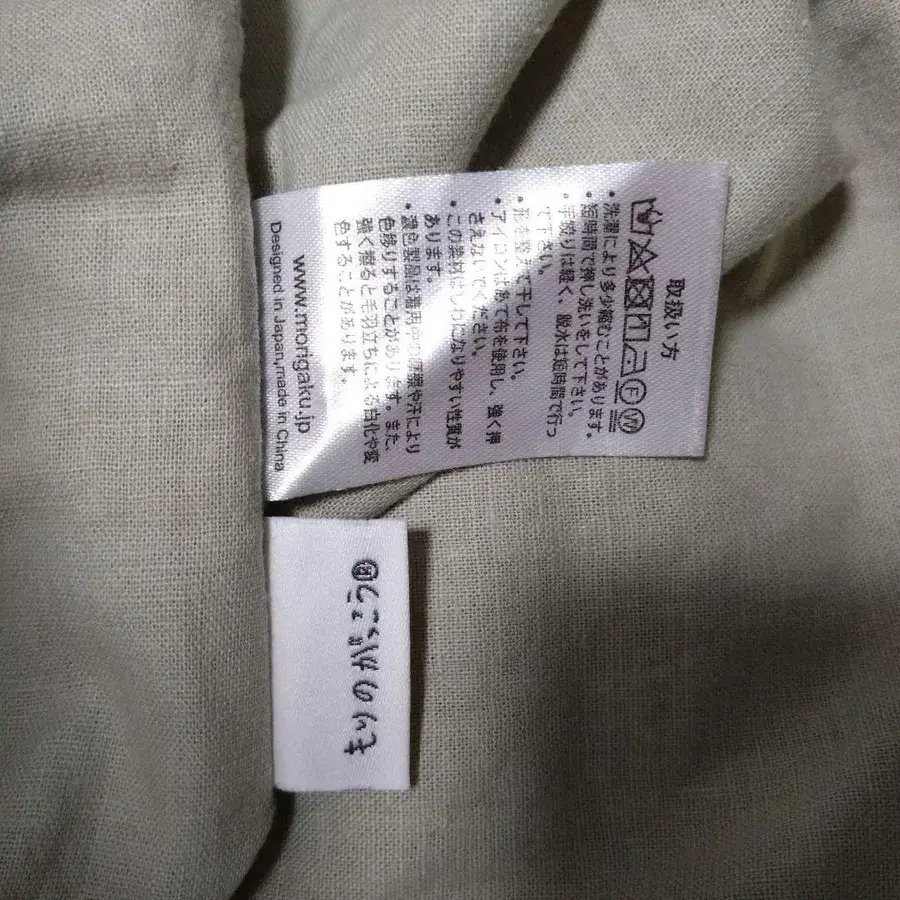 取扱い方
F W
・洗濯により多少縮むことがあります。
・短時間で押し洗いをして下さい。
・手絞りは軽く、脱水は短時間で行っ
て下さい。
・形を整えて干して下さい。
・アイロンはあて布を使用し、強く押
さえないでください。
・この素材はしわになりやすい性質が
あります。
・濃色製品は着用中の摩擦や汗により
色移りすることがあります。また、
強く擦ると毛羽立ちによる白化や変
色することがあります。
www.morigaku.jp
Designed in Japan,made in China
もりのがっこう